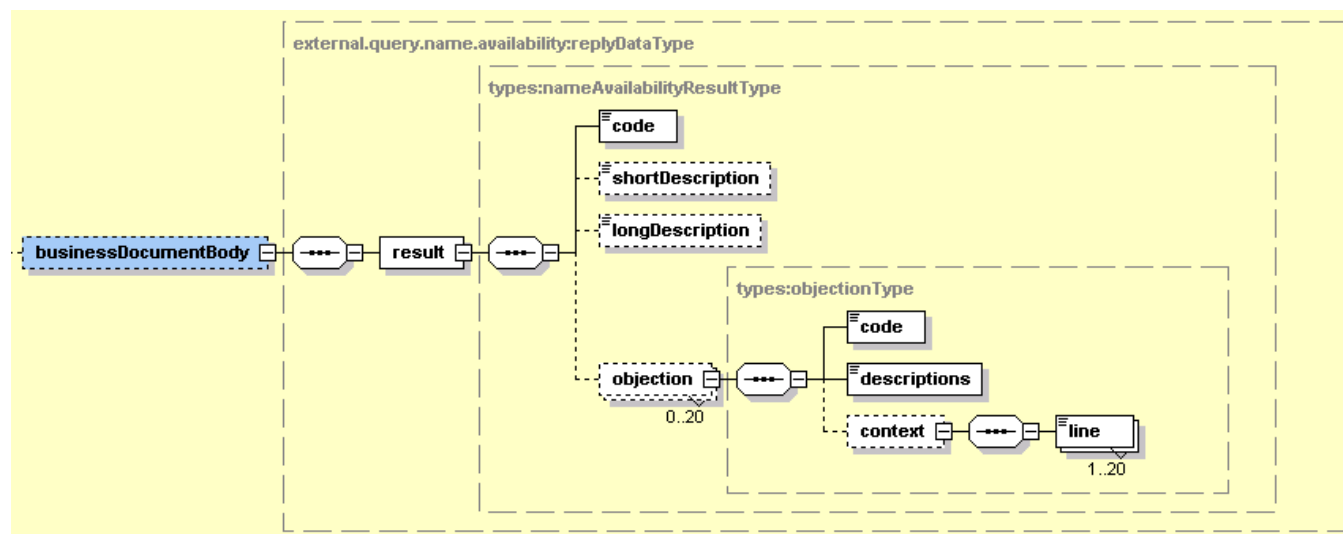 external.query.name.availability:replyDataType
types:nameAvailabilityResultType
code
shortDescription
longDescription
businessDocumentBody
result
types:objectionType
code
objection
descriptions
0..20
context
line
1..20